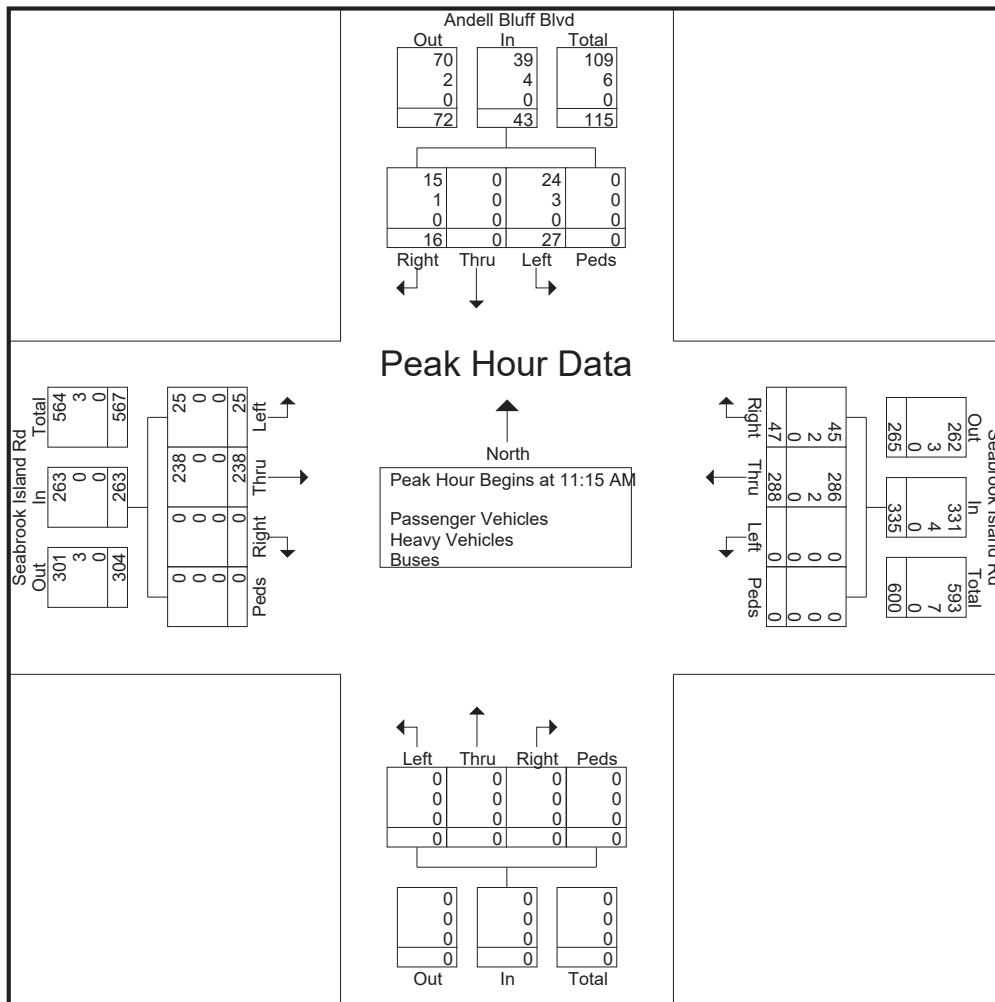 Andell Bluff Blvd
Out In Total
70 39 109
2 4 6
0 0 0
72 43 115
15 0 24 0
1 0 3 0
0 0 0 0
16 0 27 0
Right Thru Left Peds
Peak Hour Data
North
Peak Hour Begins at 11:15 AM
Passenger Vehicles
Heavy Vehicles
Buses
Seabrook Island Rd
Out In Total
301 263 564
3 0 3
0 0 0
304 263 567
Peds Right Thru Left
0 0 238 25
0 0 0 0
0 0 0 0
0 0 238 25
Seabrook Island Rd
Out In Total
262 331 593
3 4 7
0 0 0
265 335 600
Right Thru Left Peds
45 286 0 0
2 2 0 0
0 0 0 0
47 288 0 0
Left Thru Right Peds
0 0 0 0
0 0 0 0
0 0 0 0
0 0 0 0
0 0 0
0 0 0
0 0 0
0 0 0
Out In Total